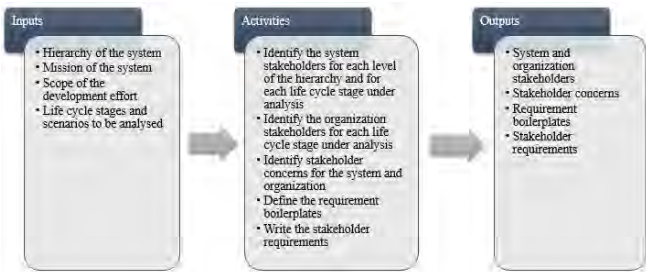 Inputs
• Hierarchy of the system
• Mission of the system
• Scope of the
development effort
• Life cycle stages and
scenarios to be analysed
Activities
• Identify the system
stakeholders for each level
of the hierarchy and for
each life cycle stage under
analysis
• Identify the organization
stakeholders for each life
cycle stage under analysis
• Identify stakeholder
concerns for the system and
organization
• Define the requirement
boilerplates
• Write the stakeholder
requirements
Outputs
• System and
organization
stakeholders
• Stakeholder concerns
• Requirement
boilerplates
• Stakeholder
requirements